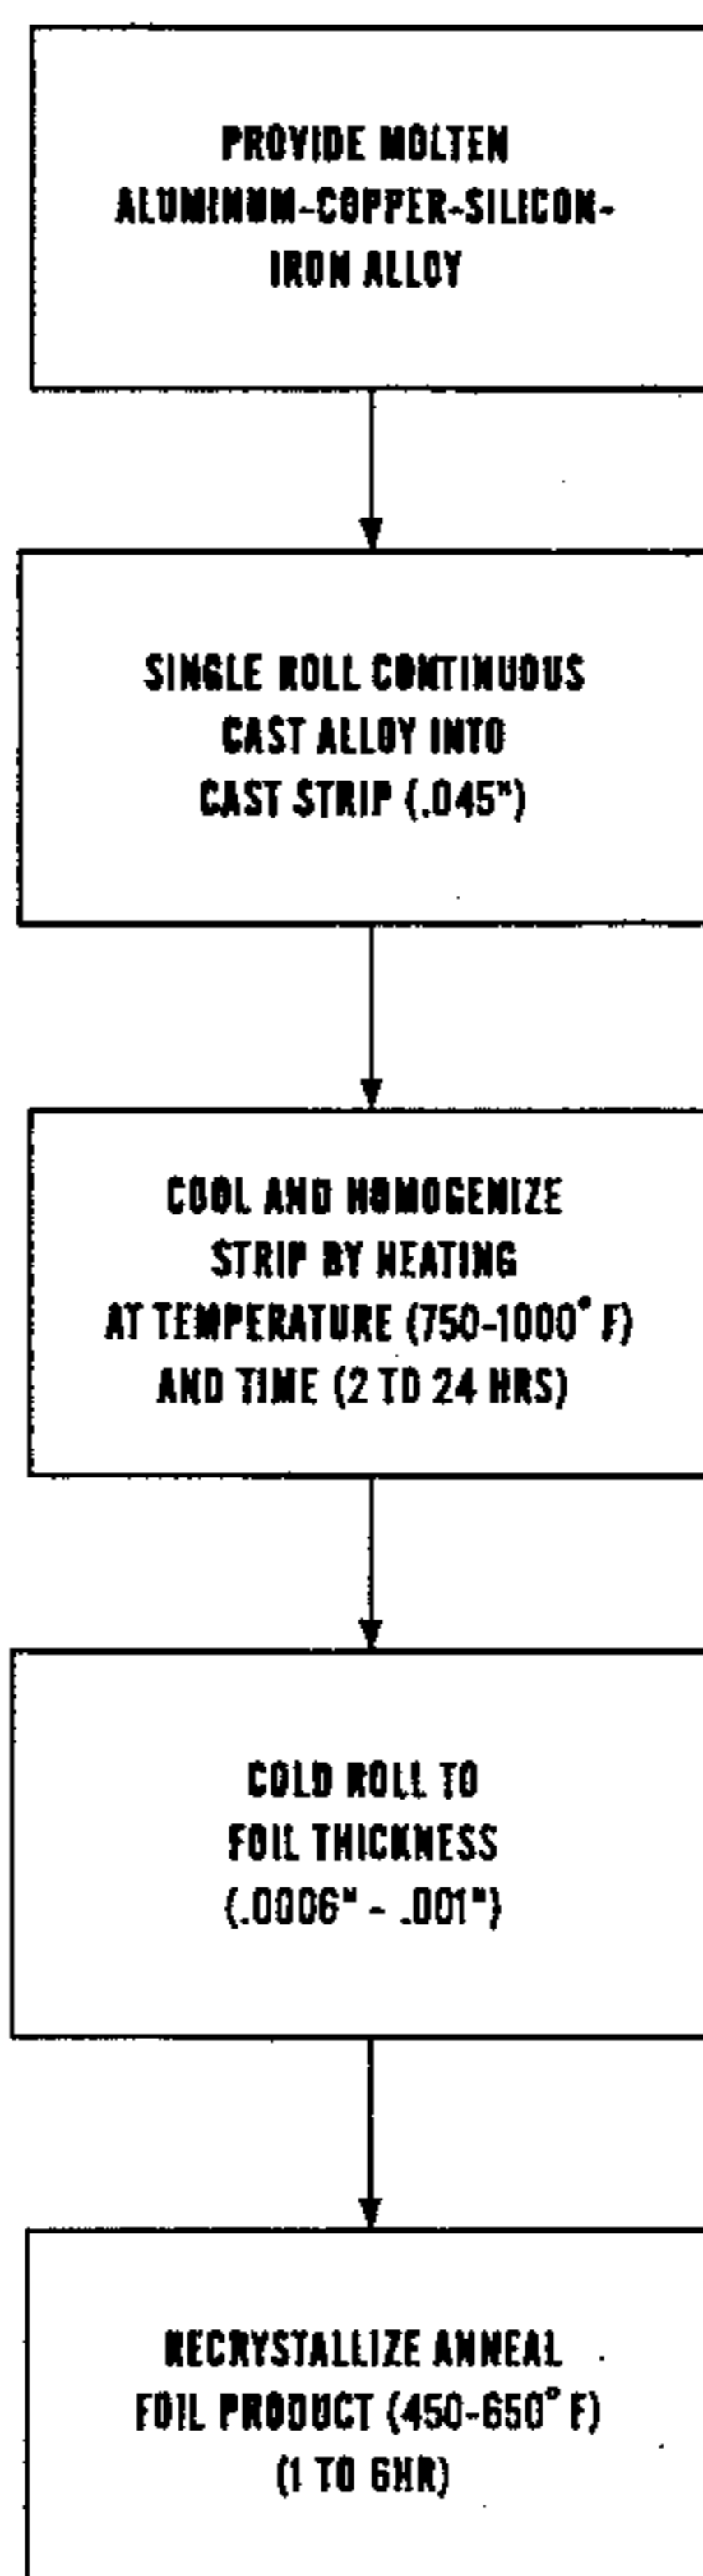 PROVIDE MOLTEN
ALUMINUM-COPPER-SILICON-
IRON ALLOY
SINGLE ROLL CONTINUOUS
CAST ALLOY INTO
CAST STRIP (.045")
COOL AND HOMOGENIZE
STRIP BY HEATING
AT TEMPERATURE (750-1000° F)
AND TIME (2 TO 24 HRS)
COLD ROLL TO
FOIL THICKNESS
(.0006" - .001")
RECRYSTALLIZE ANNEAL
FOIL PRODUCT (450-650° F)
(1 TO 6HR)